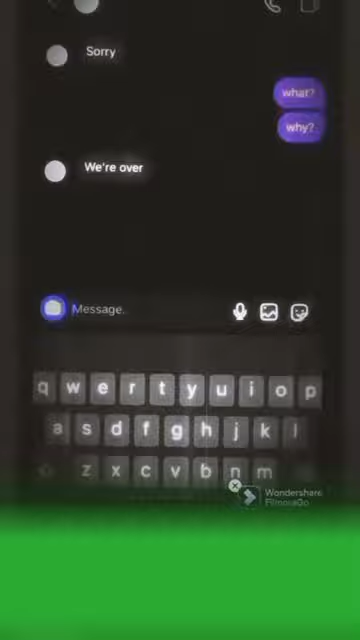 Sorry
what?
why?
We're over
Message.
q w e r t y u i o p
a s d f g h j k l
z x c v b n m
Wondershare
FilmoraGo